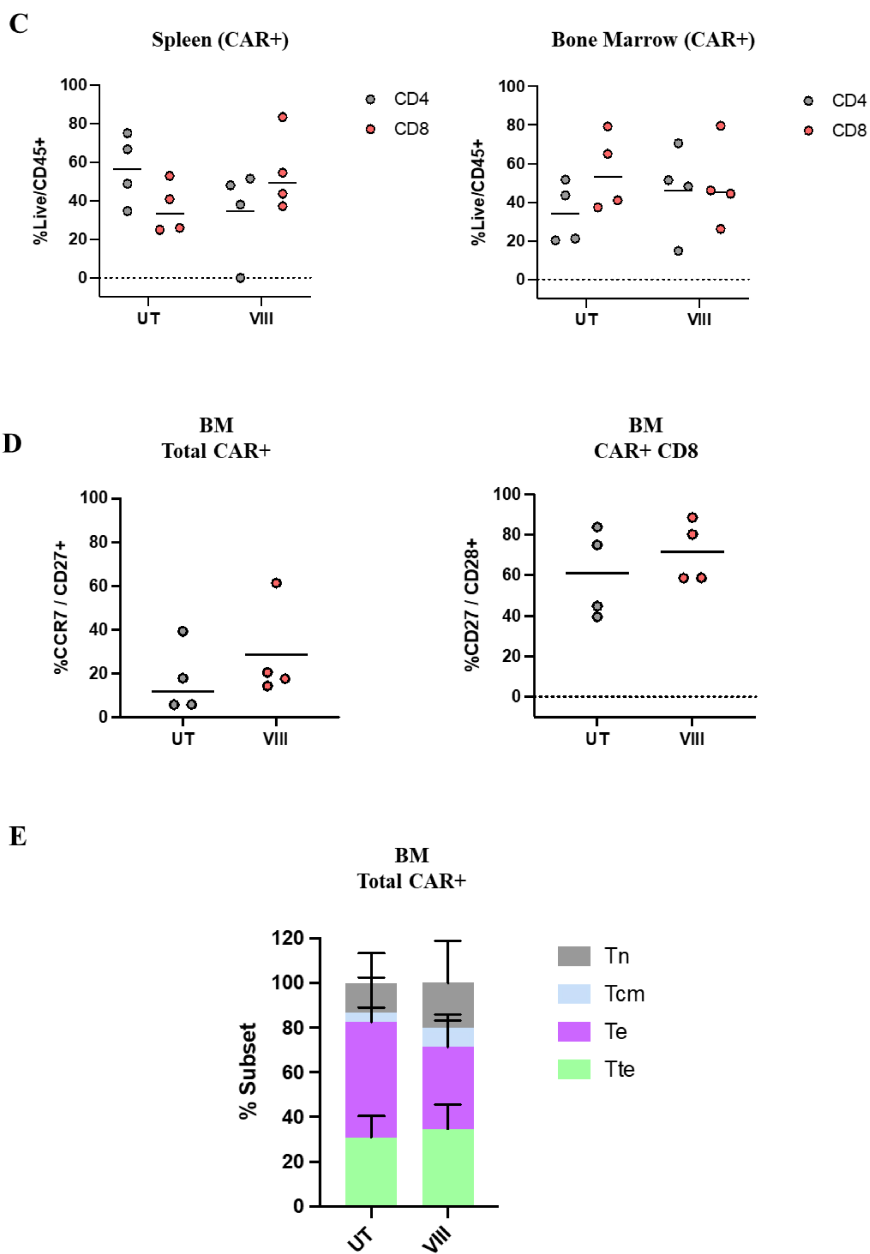 C
Spleen (CAR+)
Bone Marrow (CAR+)
100
80
60
40
20
0
%Live/CD45+
UT
VIII
CD4
CD8
100
80
60
40
20
0
%Live/CD45+
UT
VIII
CD4
CD8
D
BM
Total CAR+
100
80
60
40
20
0
%CCR7 / CD27+
UT
VIII
BM
CAR+ CD8
100
80
60
40
20
0
%CD27 / CD28+
UT
VIII
E
BM
Total CAR+
120
100
80
60
40
20
0
% Subset
UT
VIII
Tn
Tcm
Te
Tte